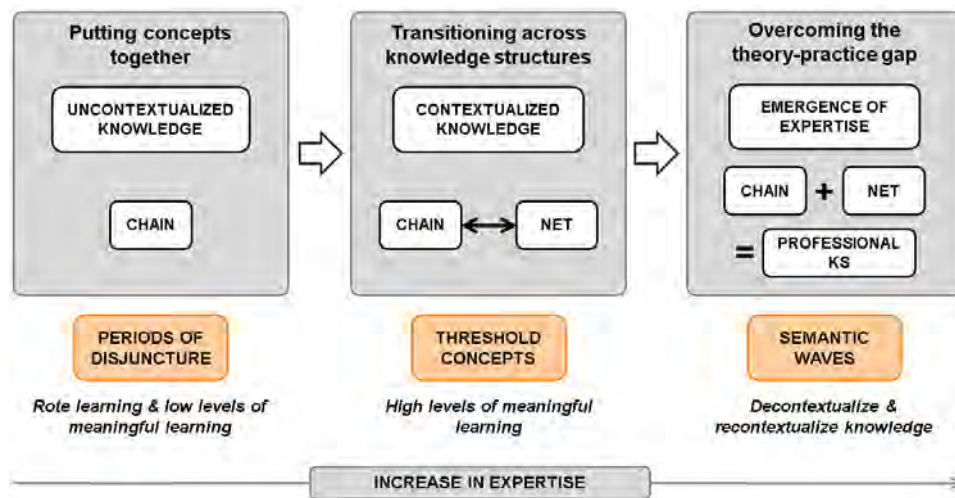 Putting concepts
together
UNCONTEXTUALIZED
KNOWLEDGE
CHAIN
Transitioning across
knowledge structures
CONTEXTUALIZED
KNOWLEDGE
CHAIN
NET
Overcoming the
theory-practice gap
EMERGENCE OF
EXPERTISE
CHAIN + NET
= PROFESSIONAL
KS
PERIODS OF
DISJUNCTURE
Rote learning & low levels of
meaningful learning
THRESHOLD
CONCEPTS
High levels of meaningful
learning
SEMANTIC
WAVES
Decontextualize &
recontextualize knowledge
INCREASE IN EXPERTISE